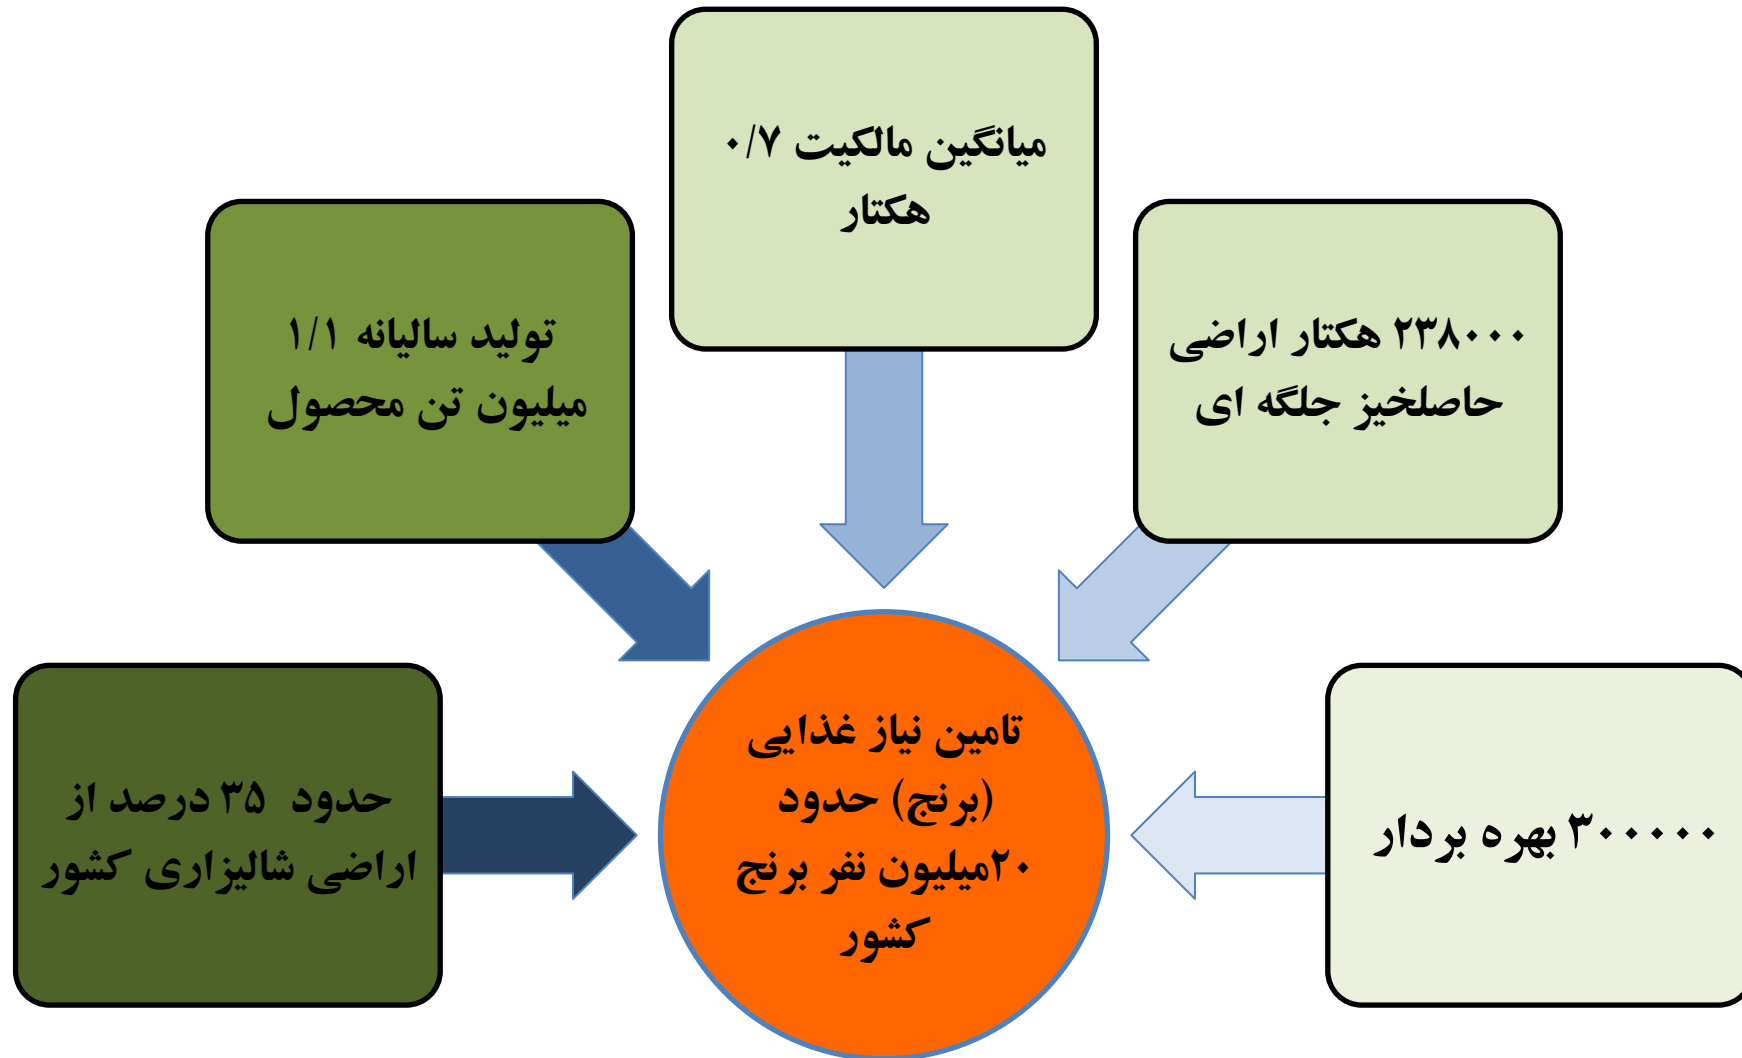 میانگین مالکیت ۰/۷
هکتار
۲۳۸۰۰۰ هکتار اراضی
حاصلخیز جلگه ای
تولید سالیانه ۱/۱
میلیون تن محصول
۳۰۰۰۰۰ بهره بردار
تامین نیاز غذایی
(برنج) حدود
۲۰میلیون نفر برنج
کشور
حدود ۳۵ درصد از
اراضی شالیزاری کشور